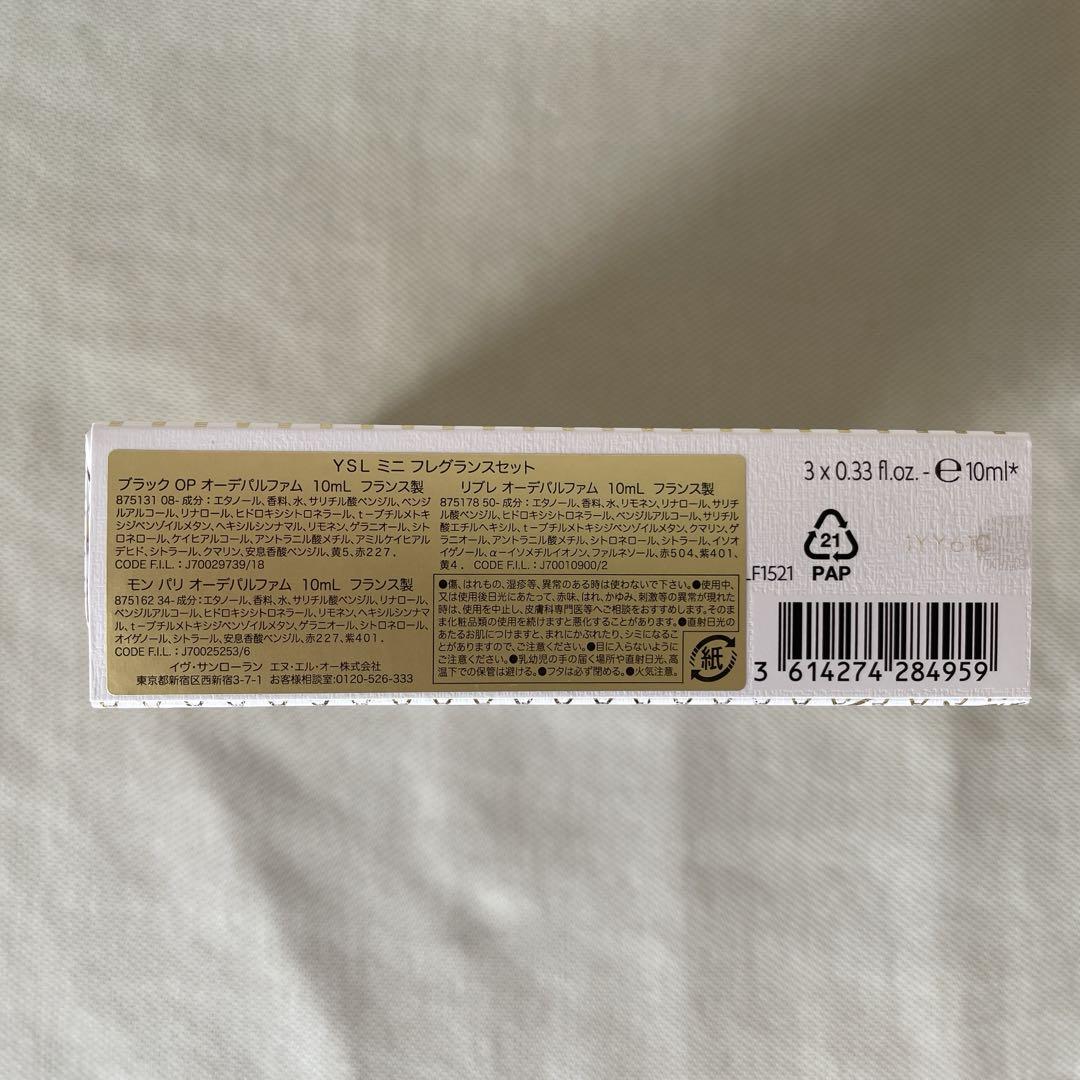 YSL ミニ フレグランスセット
ブラック OP オーデパルファム 10mL フランス製
875131 08- 成分：エタノール、香料、水、サリチル酸ベンジル、ベンジ
ルアルコール、リナロール、ヒドロキシシトロネラール、t-ブチルメトキ
シジベンゾイルメタン、ヘキシルシンナマル、リモネン、ゲラニオール、シト
ロネロール、ケイヒアルコール、アントラニル酸メチル、アミルケイヒアル
デヒド、シトラール、クマリン、安息香酸ベンジル、黄5、赤227.
CODE F.I.L.：J70029739/18
モン パリ オーデパルファム 10mL フランス製
875162 34- 成分：エタノール、香料、水、サリチル酸ベンジル、リナロール、
ベンジルアルコール、ヒドロキシシトロネラール、リモネン、ヘキシルシンナマ
ル、t-ブチルメトキシジベンゾイルメタン、ゲラニオール、シトロネロール、
オイゲノール、シトラール、安息香酸ベンジル、赤227、紫401.
CODE F.I.L.：J70025253/6
イヴ・サンローラン エヌ・エル・オー株式会社
東京都新宿区西新宿3-7-1 お客様相談室:0120-526-333
リブレ オーデパルファム 10mL フランス製
875178 50- 成分：エタノール、香料、水、リモネン、リナロール、サリチ
ル酸ベンジル、ヒドロキシシトロネラール、ベンジルアルコール、サリチル
酸エチルヘキシル、t-ブチルメトキシジベンゾイルメタン、クマリン、ゲ
ラニオール、アントラニル酸メチル、シトロネロール、シトラール、イソオ
イゲノール、α-イソメチルイオノン、ファルネソール、赤504、紫401、
黄4. CODE F.I.L.：J70010900/2
●傷、はれもの、湿疹等、異常のある時は使わないで下さい。●使用中、
又は使用後日光にあたって、赤味、はれ、かゆみ、刺激等の異常が現れた
時は、使用を中止し、皮膚科専門医等へご相談をおすすめします。そのま
ま化粧品類の使用を続けますと悪化することがあります。●直射日光の
あたるお肌につけますと、まれにかぶれたり、シミになるこ
とがありますので、ご注意ください。●目に入らないように
ご注意ください。●乳幼児の手の届く場所や直射日光、高
温下での保管は避ける。●フタは必ず閉める。●火気注意。
紙
3 x 0.33 fl.oz. - ℮ 10ml*
21
PAP
LF1521
3 614274 284959